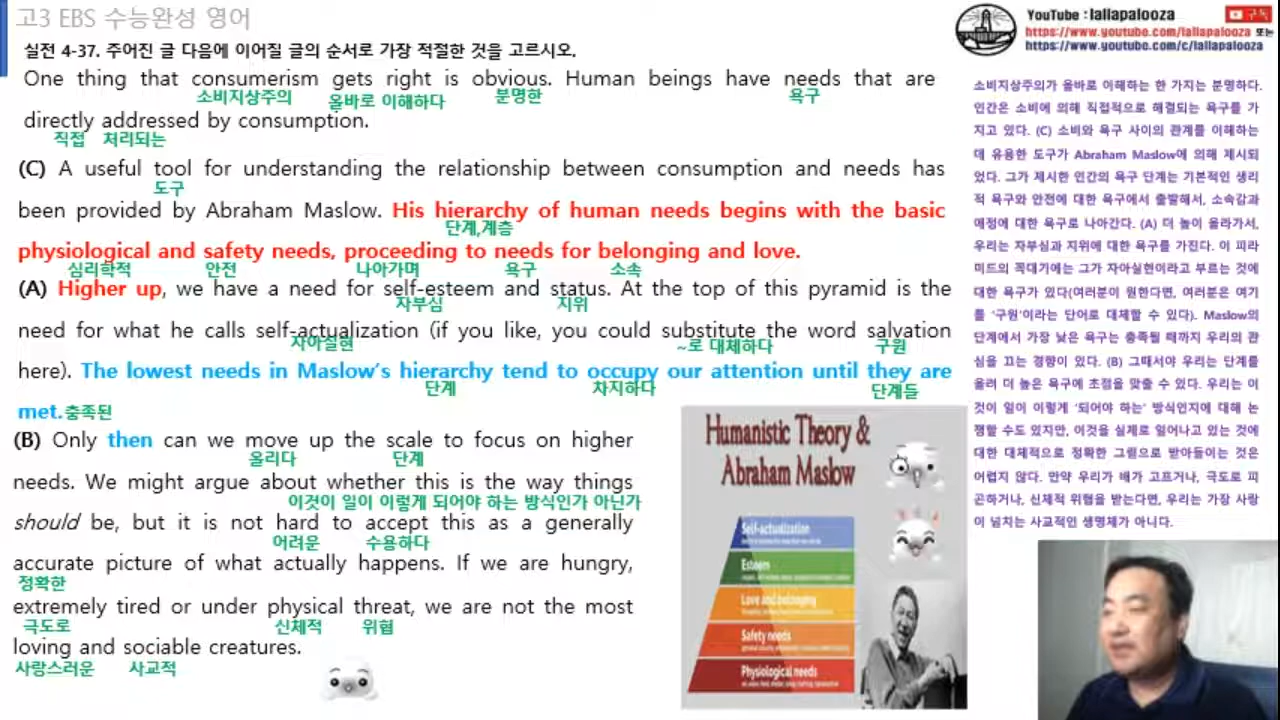 고3 EBS 수능완성 영어
실전 4-37. 주어진 글 다음에 이어질 글의 순서로 가장 적절한 것을 고르시오.
One thing that consumerism gets right is obvious. Human beings have needs that are
소비지상주의 올바로 이해하다 분명한 욕구
directly addressed by consumption.
직접 처리되는
(C) A useful tool for understanding the relationship between consumption and needs has
도구
been provided by Abraham Maslow. His hierarchy of human needs begins with the basic
단계,계층
physiological and safety needs, proceeding to needs for belonging and love.
심리학적 안전 나아가며 욕구 소속
(A) Higher up, we have a need for self-esteem and status. At the top of this pyramid is the
자부심 지위
need for what he calls self-actualization (if you like, you could substitute the word salvation
자아실현 ~로 대체하다 구원
here). The lowest needs in Maslow's hierarchy tend to occupy our attention until they are
단계 차지하다 단계들
met. 충족된
(B) Only then can we move up the scale to focus on higher
올리다 단계
needs. We might argue about whether this is the way things
이것이 일이 이렇게 되어야 하는 방식인가 아닌가
should be, but it is not hard to accept this as a generally
어려운 수용하다
accurate picture of what actually happens. If we are hungry,
정확한
extremely tired or under physical threat, we are not the most
극도로 신체적 위협
loving and sociable creatures.
사랑스러운 사교적
YouTube : lallapalooza
구독
https://www.youtube.com/lallapalooza 또는
https://www.youtube.com/c/lallapalooza
소비지상주의가 올바로 이해하는 한 가지는 분명하다.
인간은 소비에 의해 직접적으로 해결되는 욕구를 가
지고 있다. (C) 소비와 욕구 사이의 관계를 이해하는
데 유용한 도구가 Abraham Maslow에 의해 제시되
었다. 그가 제시한 인간의 욕구 단계는 기본적인 생리
적 욕구와 안전에 대한 욕구에서 출발해서, 소속감과
애정에 대한 욕구로 나아간다. (A) 더 높이 올라가서,
우리는 자부심과 지위에 대한 욕구를 가진다. 이 피라
미드의 꼭대기에는 그가 자아실현이라고 부르는 것에
대한 욕구가 있다(여러분이 원한다면, 여러분은 여기
를 '구원'이라는 단어로 대체할 수 있다). Maslow의
단계에서 가장 낮은 욕구는 충족될 때까지 우리의 관
심을 끄는 경향이 있다. (B) 그때서야 우리는 단계를
올려 더 높은 욕구에 초점을 맞출 수 있다. 우리는 이
것이 일이 이렇게 '되어야 하는' 방식인지에 대해 논
쟁할 수도 있지만, 이것을 실제로 일어나고 있는 것에
대한 대체적으로 정확한 그림으로 받아들이는 것은
어렵지 않다. 만약 우리가 배가 고프거나, 극도로 피
곤하거나, 신체적 위협을 받는다면, 우리는 가장 사랑
이 넘치는 사교적인 생명체가 아니다.
Humanistic Theory &
Abraham Maslow
Self-actualization
Esteem
Love and belonging
Safety needs
Physiological needs